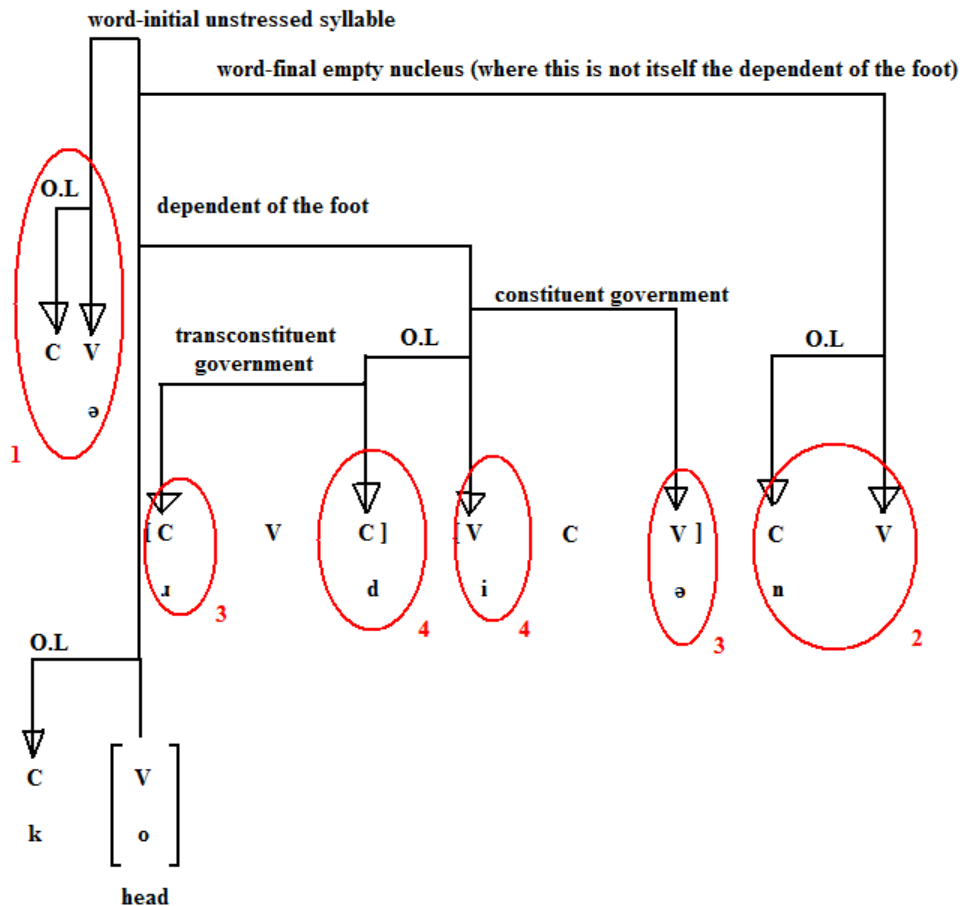 word-initial unstressed syllable
word-final empty nucleus (where this is not itself the dependent of the foot)
O.L
dependent of the foot
constituent government
transconstituent
government
O.L
O.L
C V
ə
1
[ C V C ] [ V C V ] C V
ɹ d i ə n
3 4 4 3 2
O.L
C V
k o
head